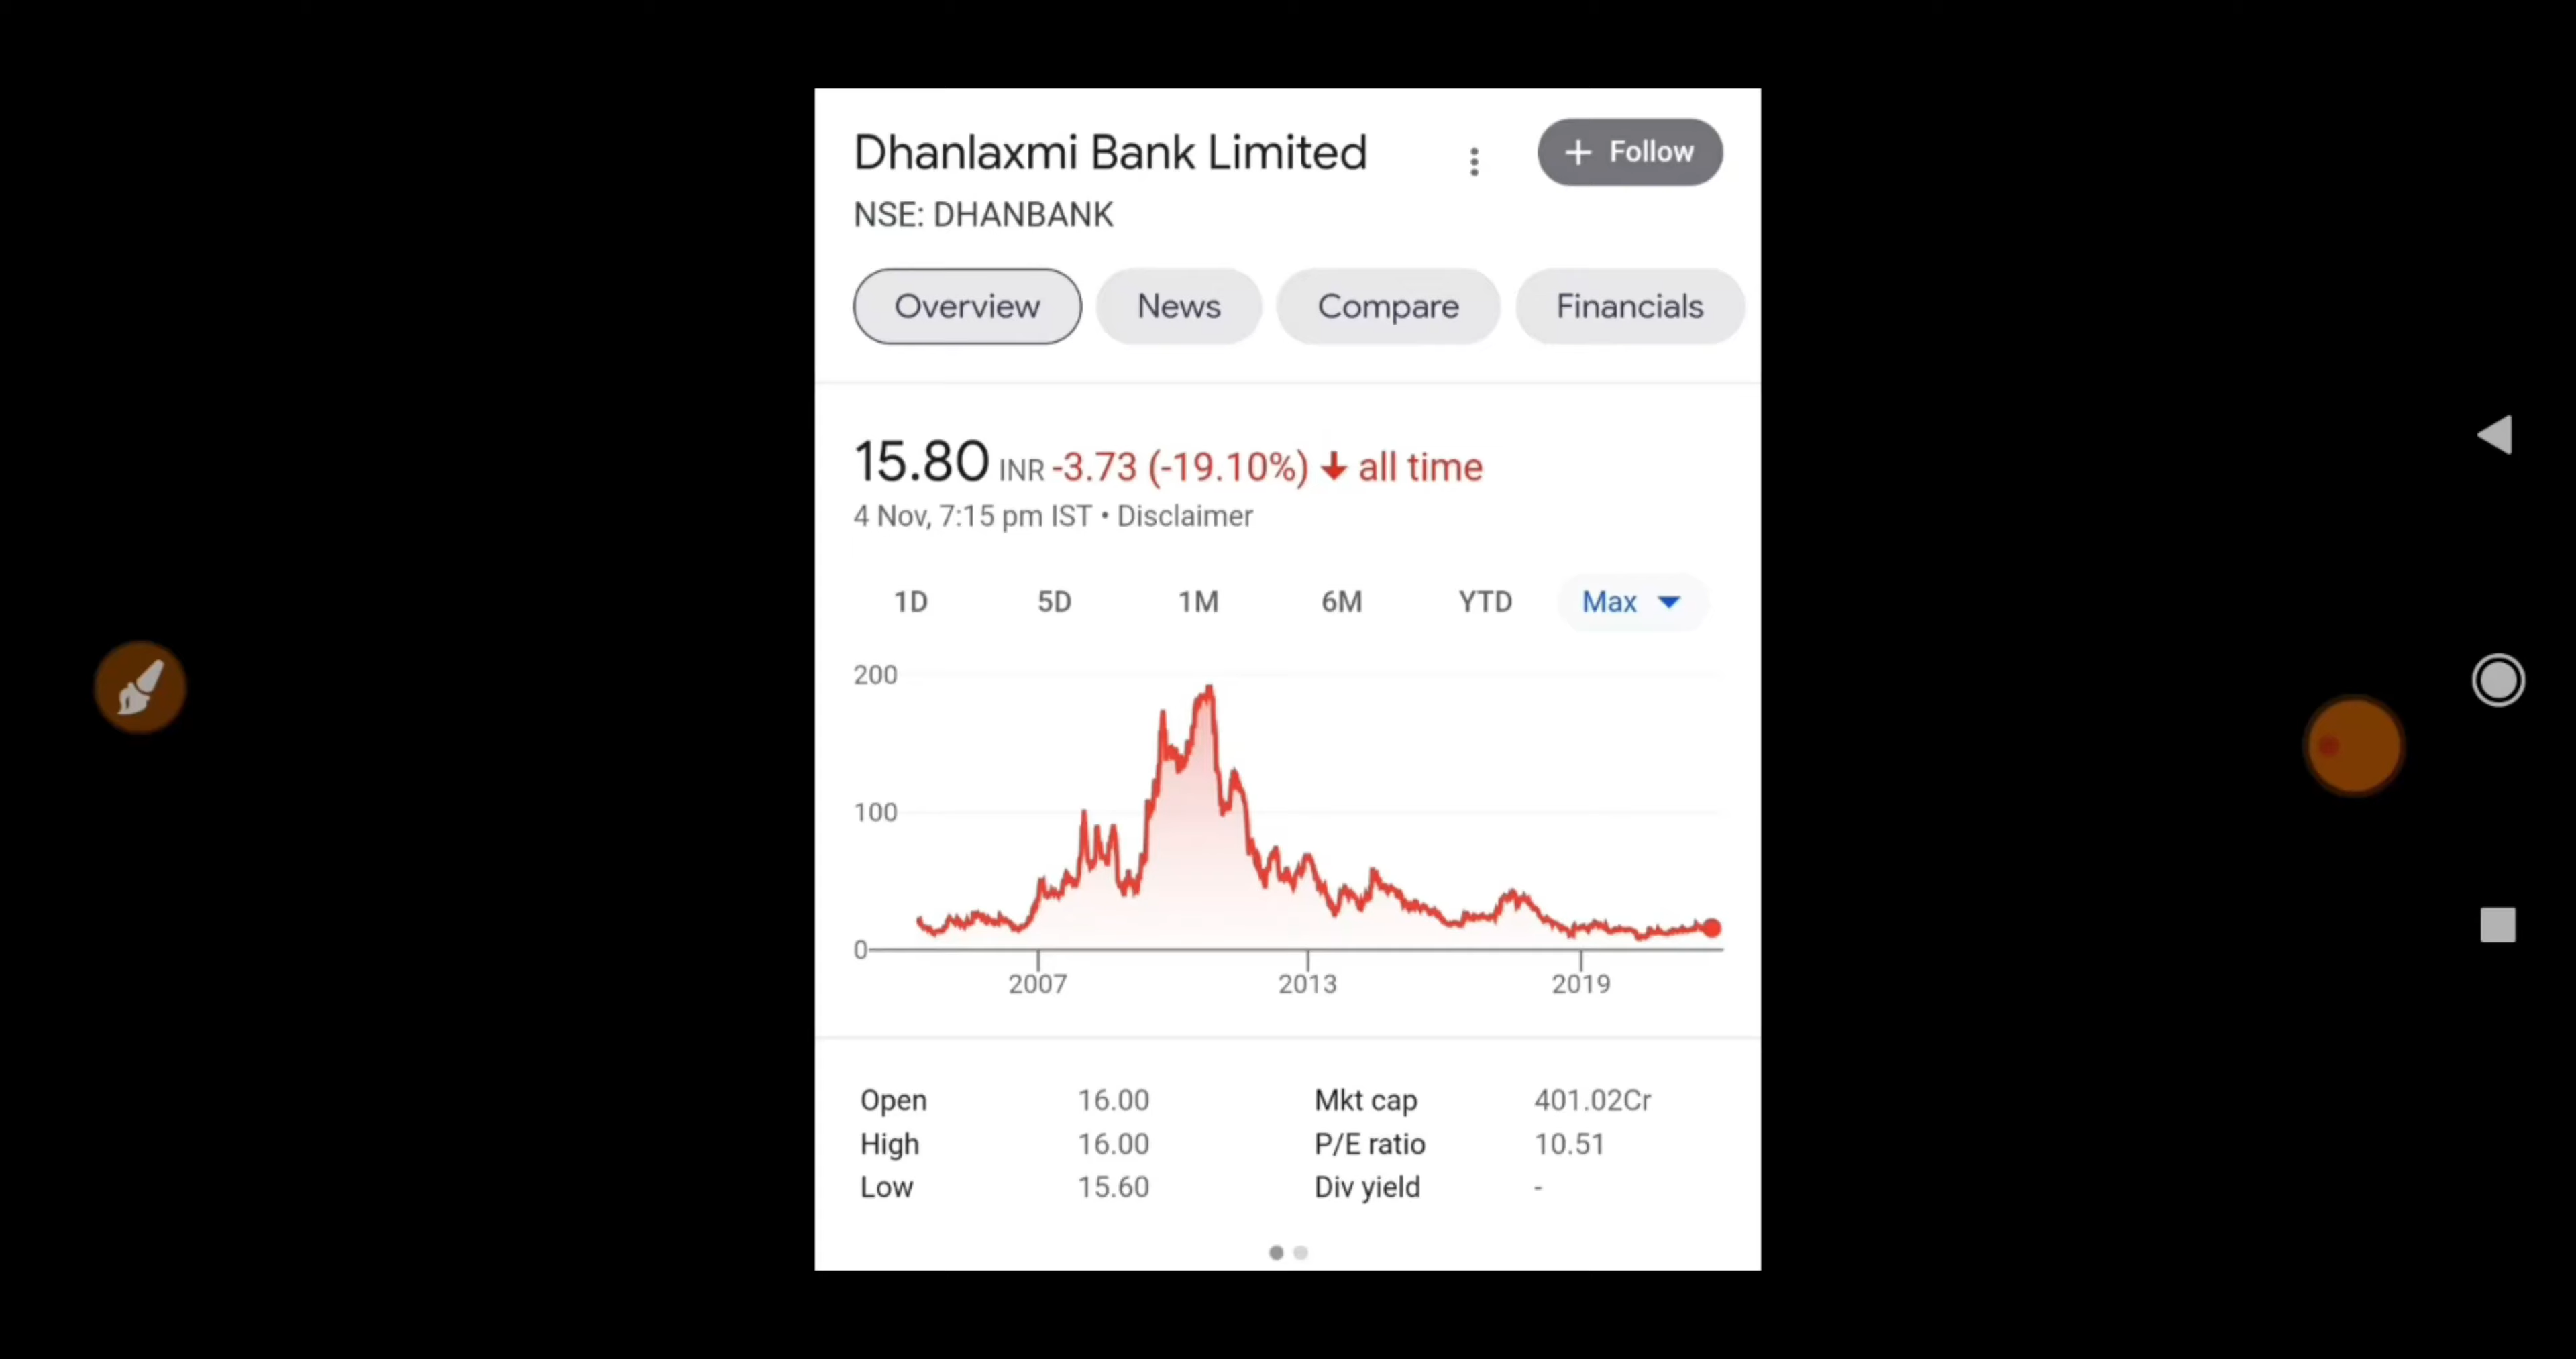 Dhanlaxmi Bank Limited
+ Follow
NSE: DHANBANK
Overview News Compare Financials
15.80 INR -3.73 (-19.10%) ↓ all time
4 Nov, 7:15 pm IST • Disclaimer
1D 5D 1M 6M YTD Max
200
100
0
2007 2013 2019
Open 16.00 Mkt cap 401.02Cr
High 16.00 P/E ratio 10.51
Low 15.60 Div yield -